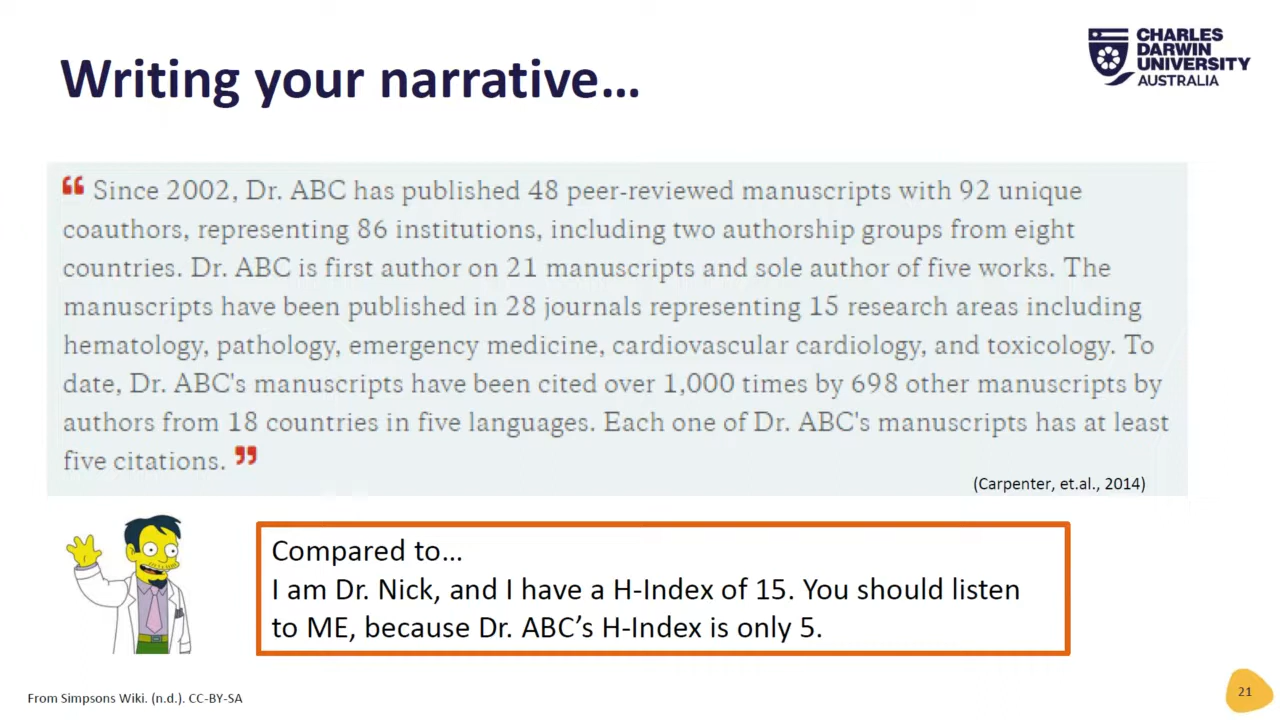 Writing your narrative...
CHARLES
DARWIN
UNIVERSITY
AUSTRALIA
“ Since 2002, Dr. ABC has published 48 peer-reviewed manuscripts with 92 unique
coauthors, representing 86 institutions, including two authorship groups from eight
countries. Dr. ABC is first author on 21 manuscripts and sole author of five works. The
manuscripts have been published in 28 journals representing 15 research areas including
hematology, pathology, emergency medicine, cardiovascular cardiology, and toxicology. To
date, Dr. ABC's manuscripts have been cited over 1,000 times by 698 other manuscripts by
authors from 18 countries in five languages. Each one of Dr. ABC's manuscripts has at least
five citations. ”
(Carpenter, et.al., 2014)
Compared to…
I am Dr. Nick, and I have a H-Index of 15. You should listen
to ME, because Dr. ABC’s H-Index is only 5.
From Simpsons Wiki. (n.d.). CC-BY-SA
21